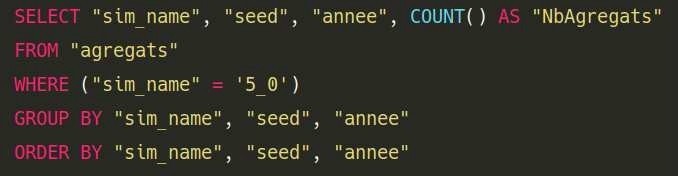 SELECT "sim_name", "seed", "annee", COUNT() AS "NbAgregats"
FROM "agregats"
WHERE ("sim_name" = '5_0')
GROUP BY "sim_name", "seed", "annee"
ORDER BY "sim_name", "seed", "annee"